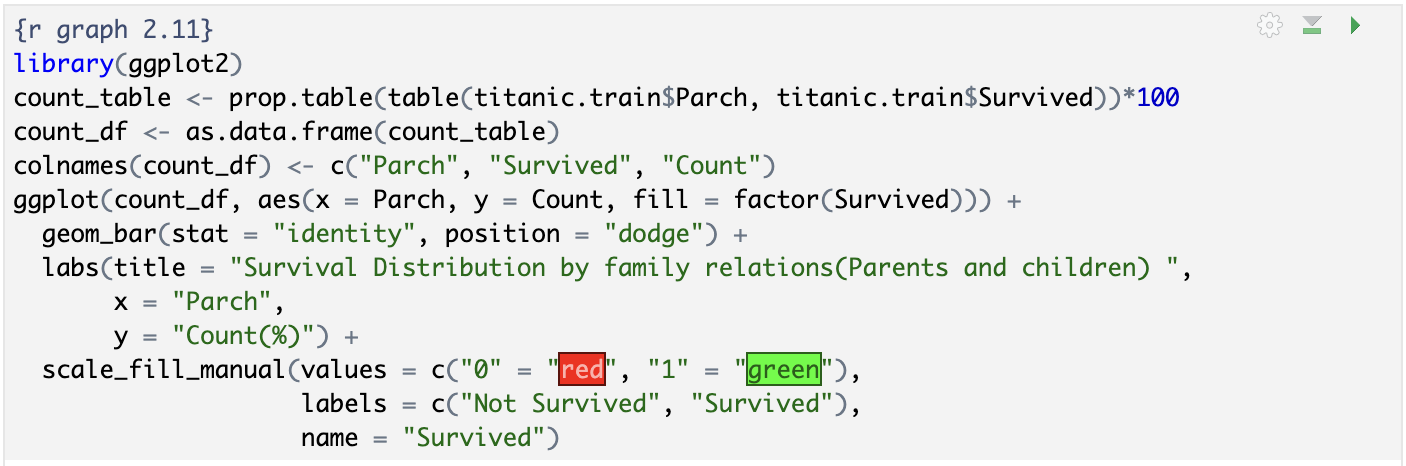 {r graph 2.11}
library(ggplot2)
count_table <- prop.table(table(titanic.train$Parch, titanic.train$Survived))*100
count_df <- as.data.frame(count_table)
colnames(count_df) <- c("Parch", "Survived", "Count")
ggplot(count_df, aes(x = Parch, y = Count, fill = factor(Survived))) +
  geom_bar(stat = "identity", position = "dodge") +
  labs(title = "Survival Distribution by family relations(Parents and children) ",
       x = "Parch",
       y = "Count(%)") +
  scale_fill_manual(values = c("0" = "red", "1" = "green"),
                    labels = c("Not Survived", "Survived"),
                    name = "Survived")